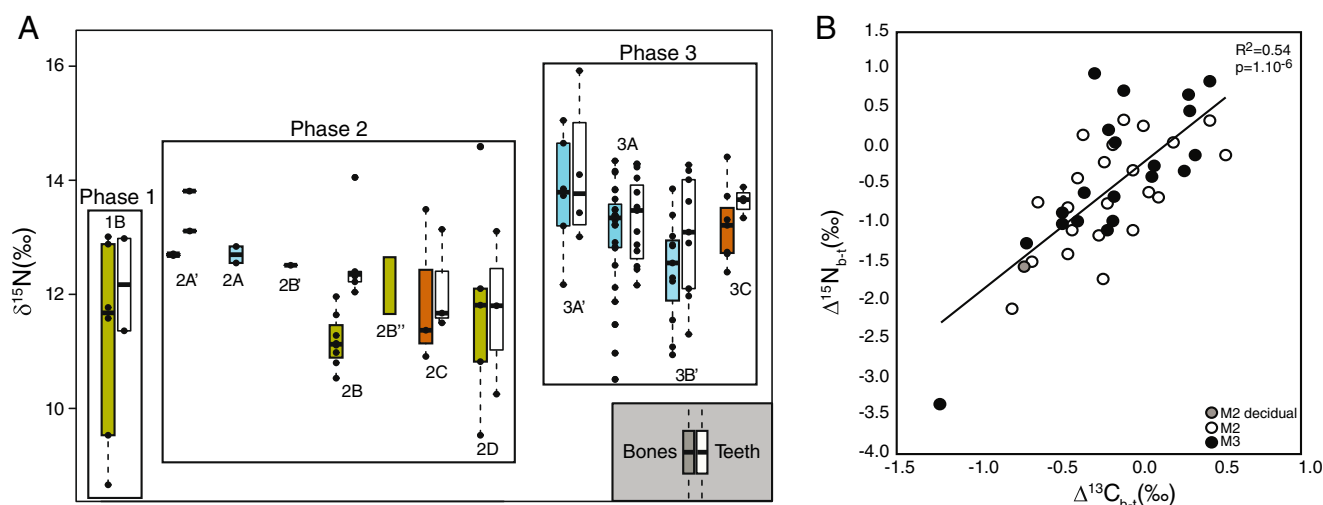 A
δ¹⁵N(‰)
16
14
12
10
Phase 1
1B
Phase 2
2A'
2A
2B'
2B
2B''
2C
2D
Phase 3
3A'
3A
3B'
3C
Bones
Teeth
B
R²=0.54
p=1.10⁻⁶
Δ¹⁵N_b-t(‰)
1.5
1.0
0.5
0.0
-0.5
-1.0
-1.5
-2.0
-2.5
-3.0
-3.5
-4.0
M2 decidual
M2
M3
-1.5
-1.0
-0.5
0.0
0.5
1.0
Δ¹³C_b-t(‰)